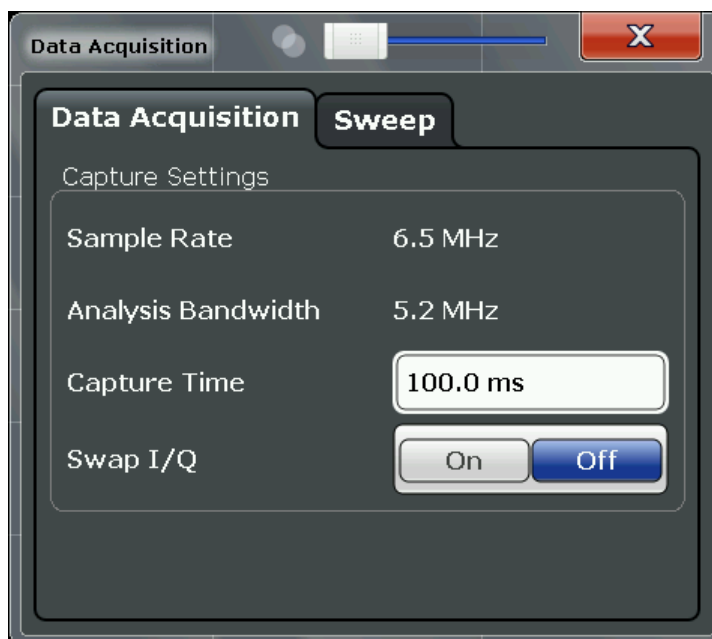 Data Acquisition
X
Data Acquisition Sweep
Capture Settings
Sample Rate 6.5 MHz
Analysis Bandwidth 5.2 MHz
Capture Time 100.0 ms
Swap I/Q On Off